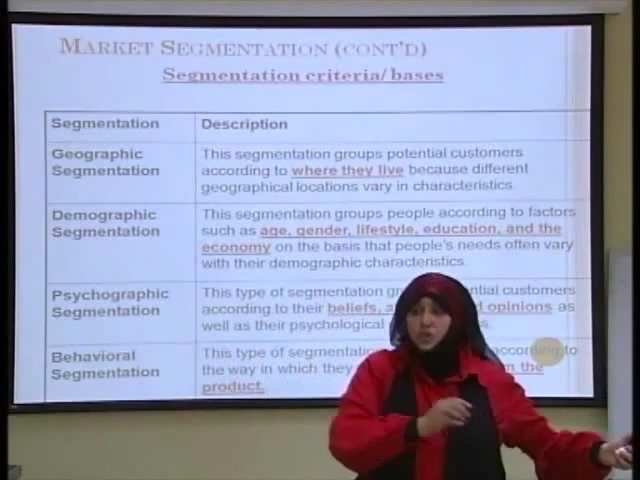 MARKET SEGMENTATION (CONT'D)
Segmentation criteria/ bases
Segmentation
Description
Geographic
Segmentation
This segmentation groups potential customers
according to where they live because different
geographical locations vary in characteristics.
Demographic
Segmentation
This segmentation groups people according to factors
such as age, gender, lifestyle, education, and the
economy on the basis that people's needs often vary
with their demographic characteristics.
Psychographic
Segmentation
This type of segmentation customers
according to their beliefs, opinions as
well as their psychological
Behavioral
Segmentation
This type of segmentation according to
the way in which they the
product.